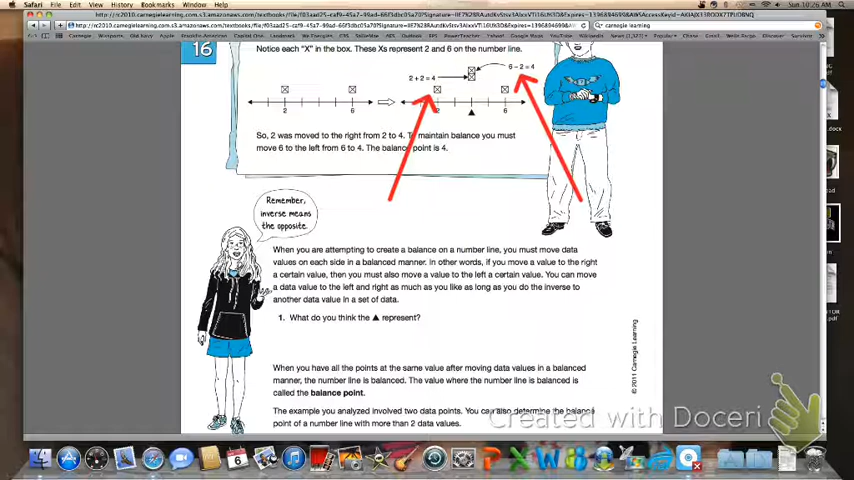 Safari File Edit View History Bookmarks Window Help
Sun 10:26 AM
carnegie learning
16
Notice each "X" in the box. These Xs represent 2 and 6 on the number line.
2 + 2 = 4
6 – 2 = 4
2 6 2 6
So, 2 was moved to the right from 2 to 4. To maintain balance you must
move 6 to the left from 6 to 4. The balance point is 4.
Remember,
inverse means
the opposite.
When you are attempting to create a balance on a number line, you must move data
values on each side in a balanced manner. In other words, if you move a value to the right
a certain value, then you must also move a value to the left a certain value. You can move
a data value to the left and right as much as you like as long as you do the inverse to
another data value in a set of data.
1. What do you think the ▲ represent?
© 2011 Carnegie Learning
When you have all the points at the same value after moving data values in a balanced
manner, the number line is balanced. The value where the number line is balanced is
called the balance point.
The example you analyzed involved two data points. You can also determine the balance
point of a number line with more than 2 data values.
Created with Doceri
6